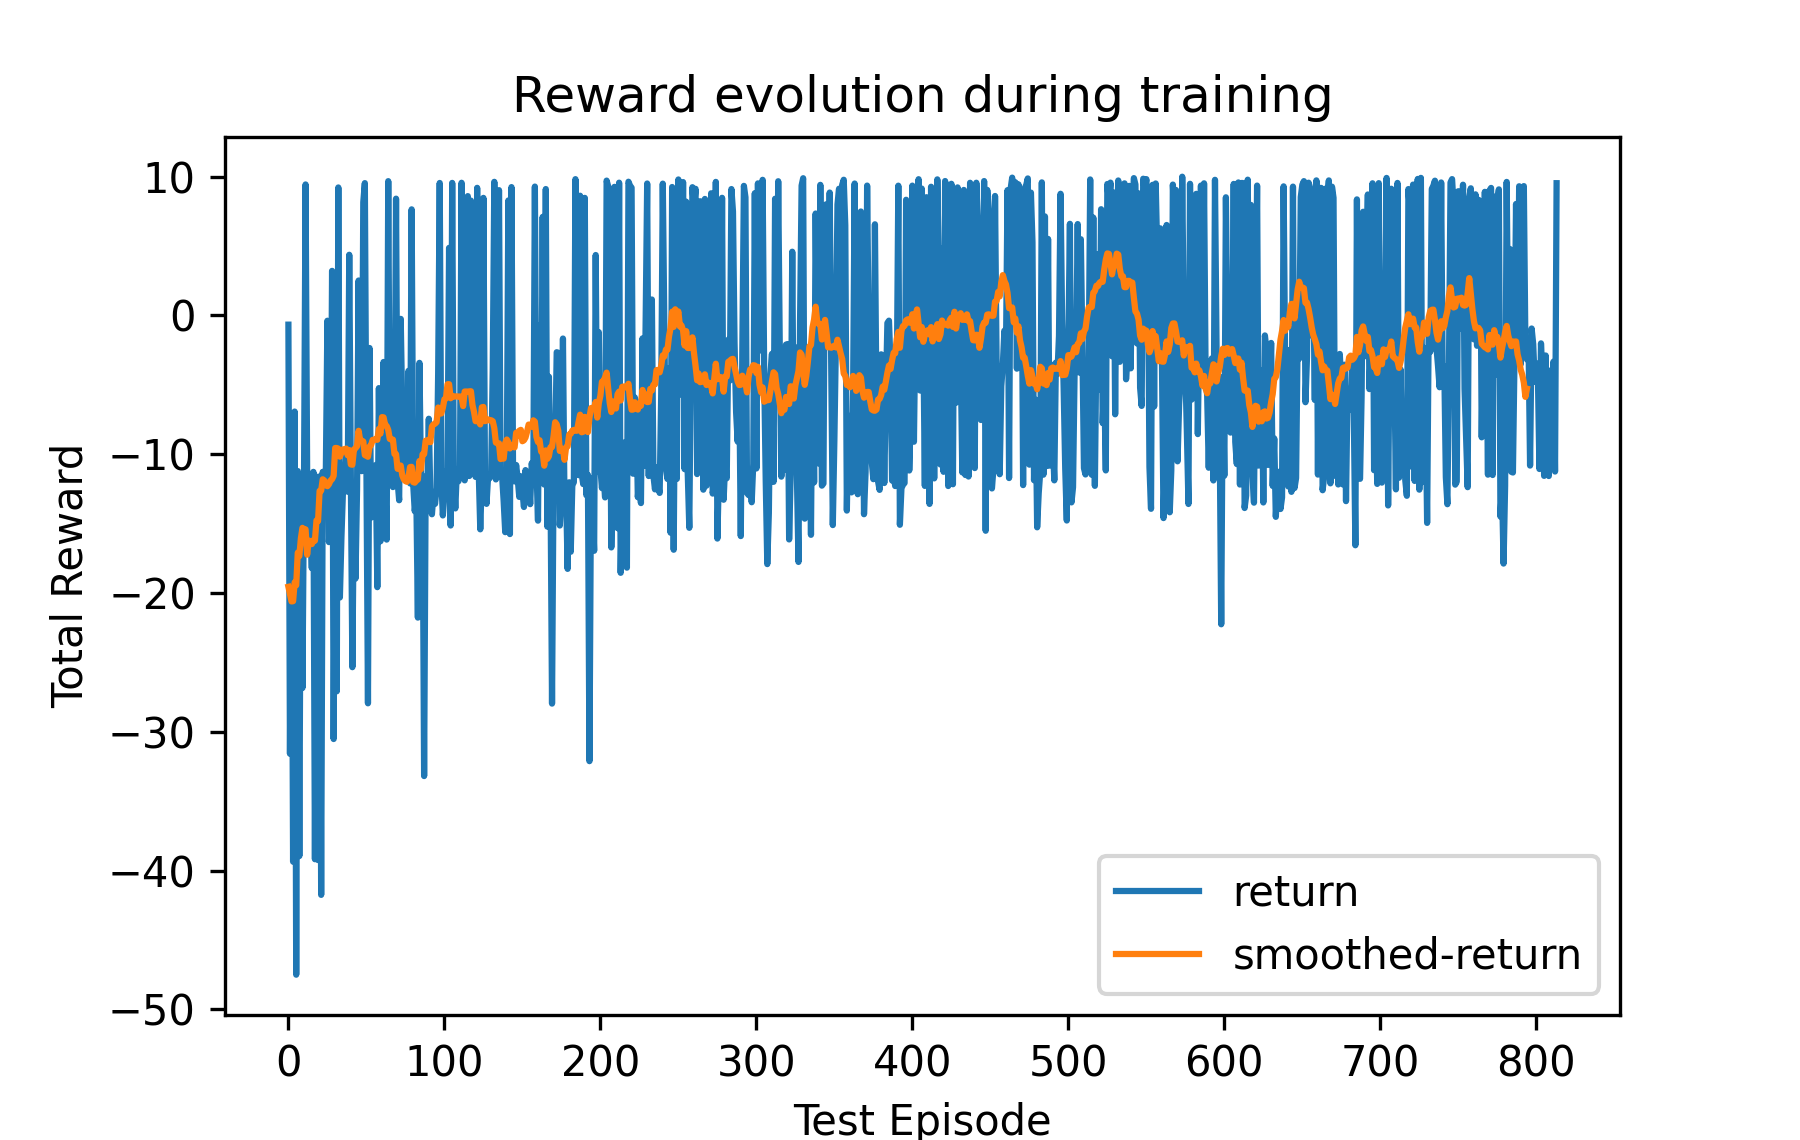 Reward evolution during training
10
0
−10
−20
−30
−40
−50
Total Reward
return
smoothed-return
0 100 200 300 400 500 600 700 800
Test Episode